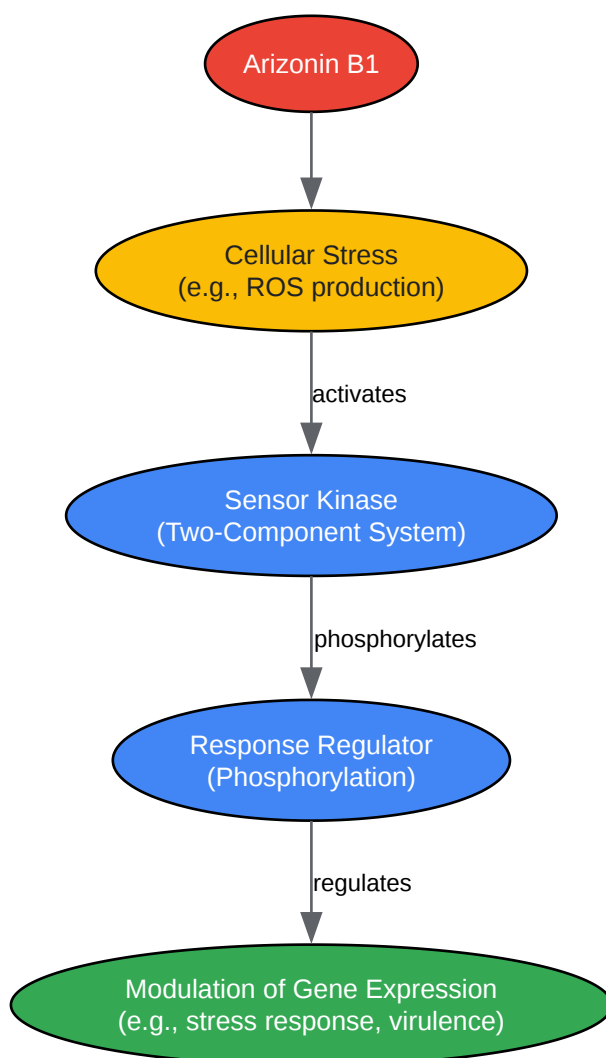 Arizonin B1
Cellular Stress
(e.g., ROS production)
activates
Sensor Kinase
(Two-Component System)
phosphorylates
Response Regulator
(Phosphorylation)
regulates
Modulation of Gene Expression
(e.g., stress response, virulence)